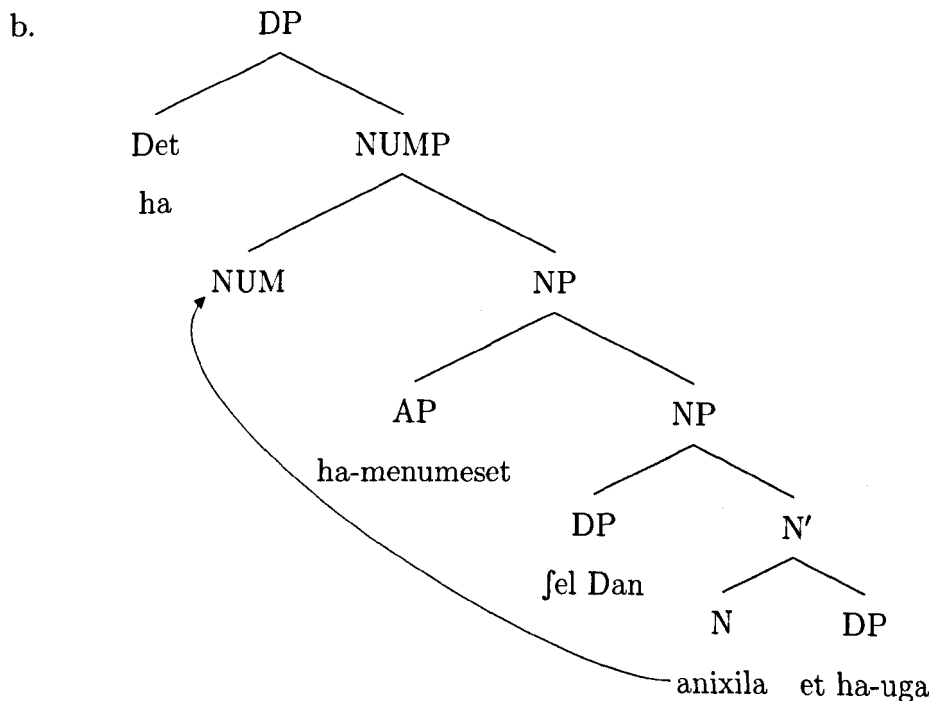 b. DP
Det NUMP
ha
NUM NP
AP NP
ha-menumeset
DP N′
ʃel Dan
N DP
anixila et ha-uga